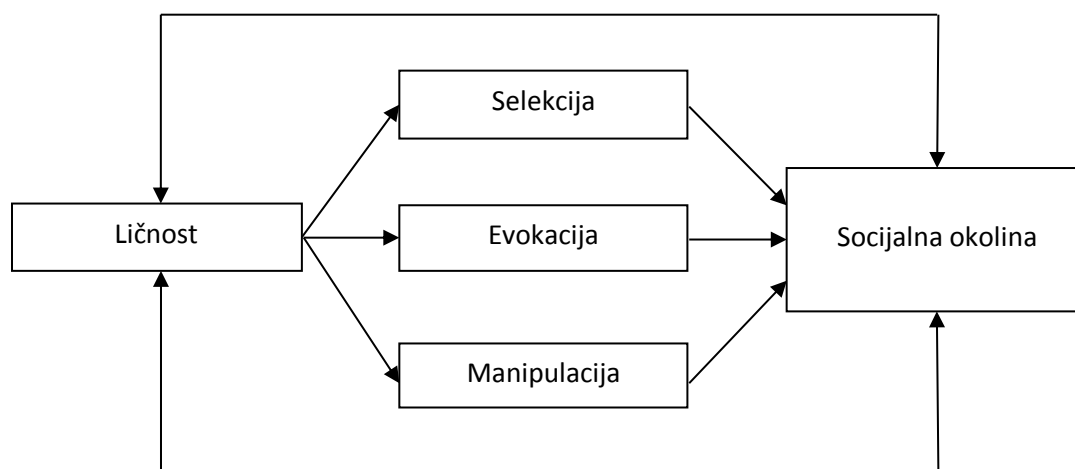 Selekcija
Ličnost
Evokacija
Socijalna okolina
Manipulacija